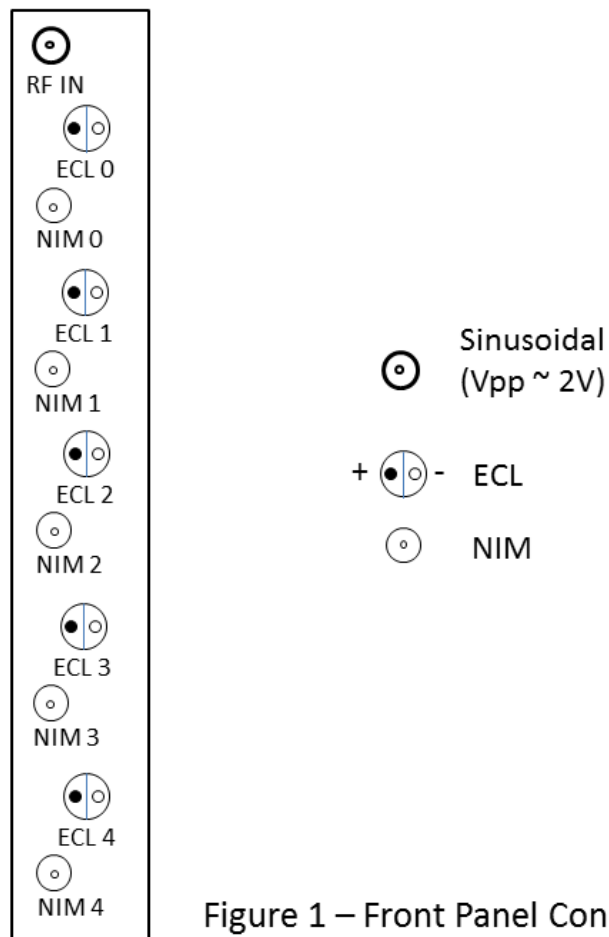 RF IN
ECL 0
NIM 0
ECL 1
NIM 1
ECL 2
NIM 2
ECL 3
NIM 3
ECL 4
NIM 4
Sinusoidal
(Vpp ~ 2V)
+ - ECL
NIM
Figure 1 – Front Panel Con